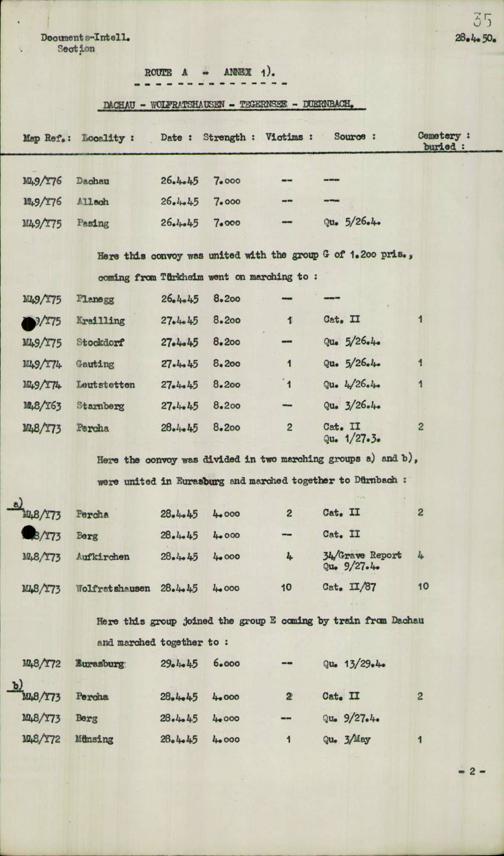 35
Documents-Intell.
Section
28.4.50.
ROUTE A - ANNEX 1).
DACHAU - WOLFRATSHAUSEN - TEGERNSEE - DUERNBACH.
Map Ref.: Locality : Date : Strength : Victims : Source : Cemetery :
buried :
M49/Y76 Dachau 26.4.45 7.000 -- ---
M49/Y76 Allach 26.4.45 7.000 -- ---
M49/Y75 Pasing 26.4.45 7.000 -- Qu. 5/26.4.
Here this convoy was united with the group G of 1.200 pris.,
coming from Türkheim went on marching to :
M49/Y75 Planegg 26.4.45 8.200 -- ---
9/Y75 Krailling 27.4.45 8.200 1 Cat. II 1
M49/Y75 Stockdorf 27.4.45 8.200 -- Qu. 5/26.4.
M49/Y74 Gauting 27.4.45 8.200 1 Qu. 5/26.4. 1
M49/Y74 Leutstetten 27.4.45 8.200 1 Qu. 4/26.4. 1
M48/Y63 Starnberg 27.4.45 8.200 -- Qu. 3/26.4.
M48/Y73 Percha 28.4.45 8.200 2 Cat. II 2
Qu. 1/27.3.
Here the convoy was divided in two marching groups a) and b),
were united in Eurasburg and marched together to Dürnbach :
a)
M48/Y73 Percha 28.4.45 4.000 2 Cat. II 2
8/Y73 Berg 28.4.45 4.000 -- Cat. II
M48/Y73 Aufkirchen 28.4.45 4.000 4 34/Grave Report 4
Qu. 9/27.4.
M48/Y73 Wolfratshausen 28.4.45 4.000 10 Cat. II/87 10
Here this group joined the group E coming by train from Dachau
and marched together to :
M48/Y72 Eurasburg 29.4.45 6.000 -- Qu. 13/29.4.
b)
M48/Y73 Percha 28.4.45 4.000 2 Cat. II 2
M48/Y73 Berg 28.4.45 4.000 -- Qu. 9/27.4.
M48/Y72 Münsing 28.4.45 4.000 1 Qu. 3/May 1
- 2 -